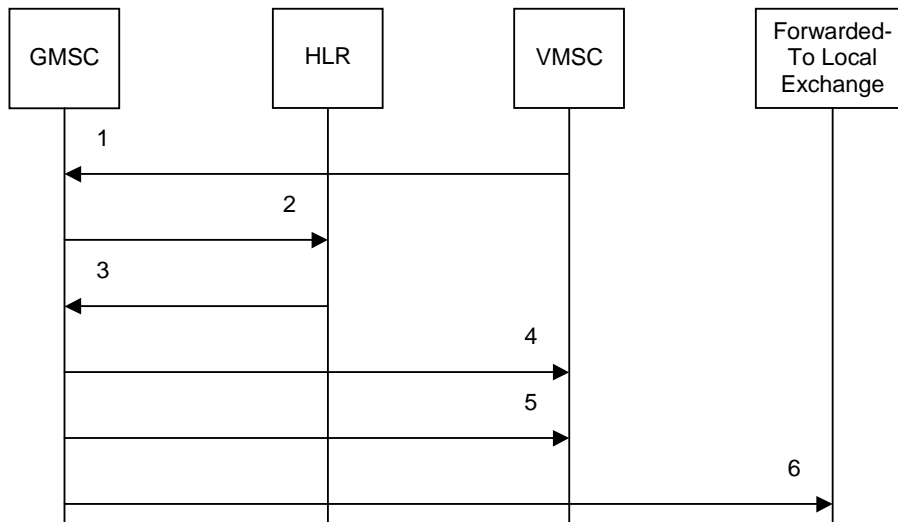 GMSC
HLR
VMSC
Forwarded-
To Local
Exchange
1
2
3
4
5
6